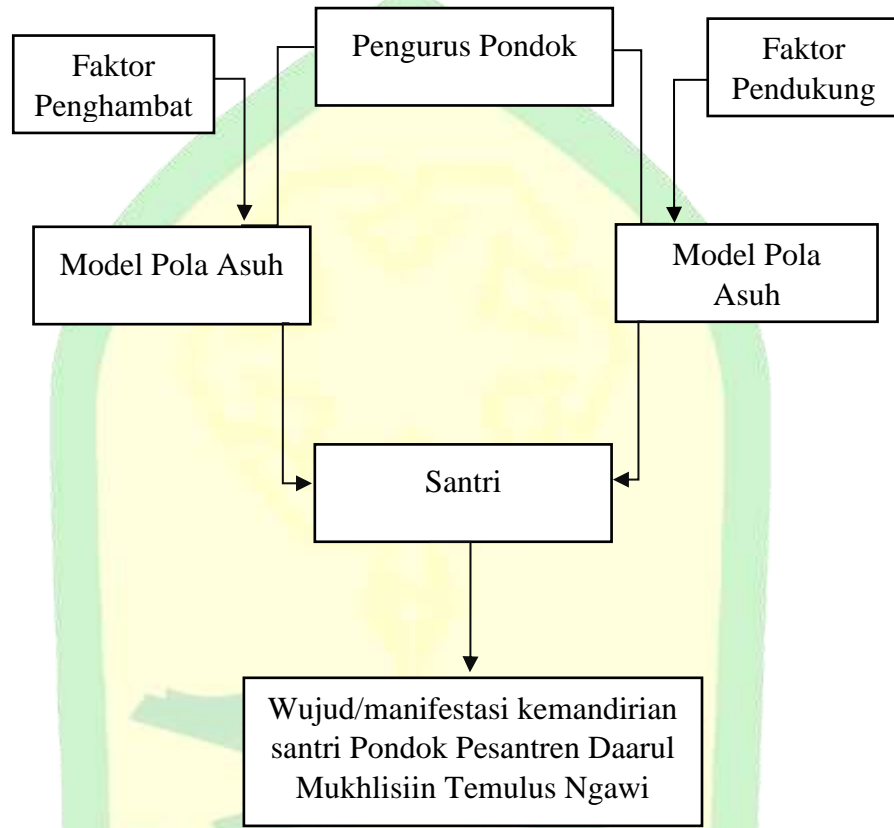 Pengurus Pondok
Faktor
Penghambat
Faktor
Pendukung
Model Pola Asuh
Model Pola
Asuh
Santri
Wujud/manifestasi kemandirian
santri Pondok Pesantren Daarul
Mukhlisiin Temulus Ngawi